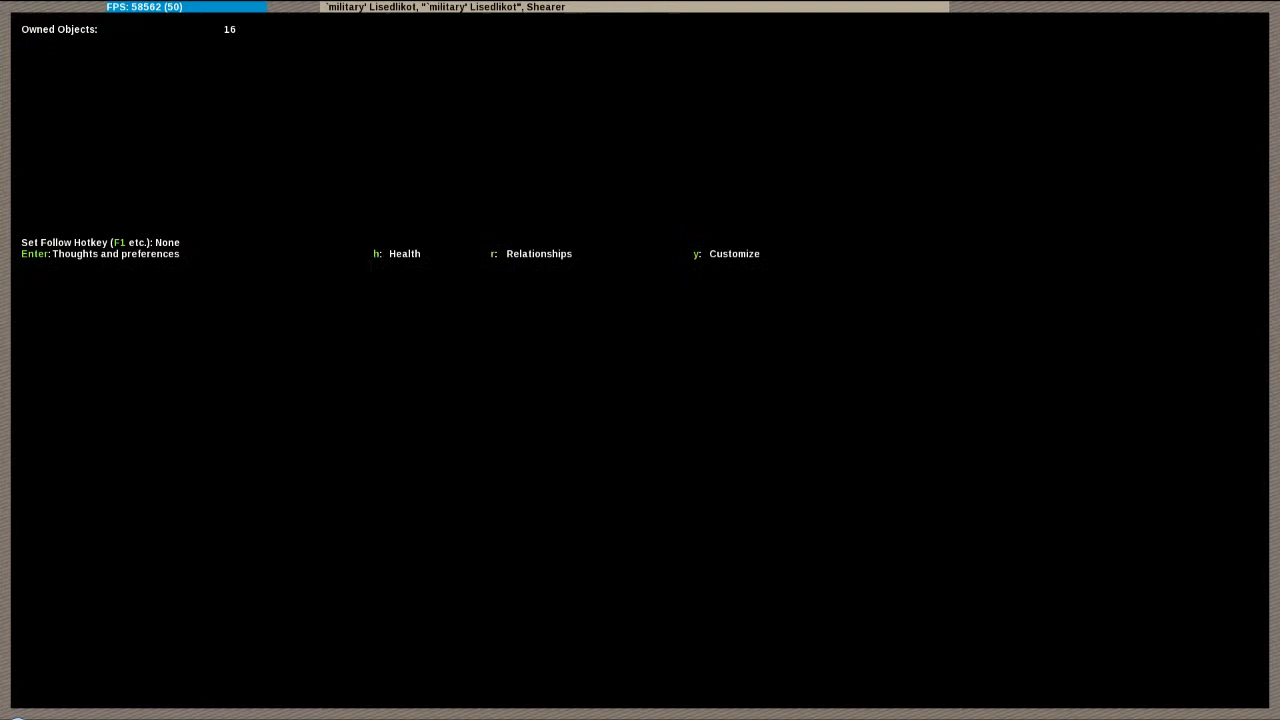 FPS: 58562 (50)
`military' Lisedlikot, "`military' Lisedlikot", Shearer
Owned Objects: 16
Set Follow Hotkey (F1 etc.): None
Enter: Thoughts and preferences h: Health r: Relationships y: Customize